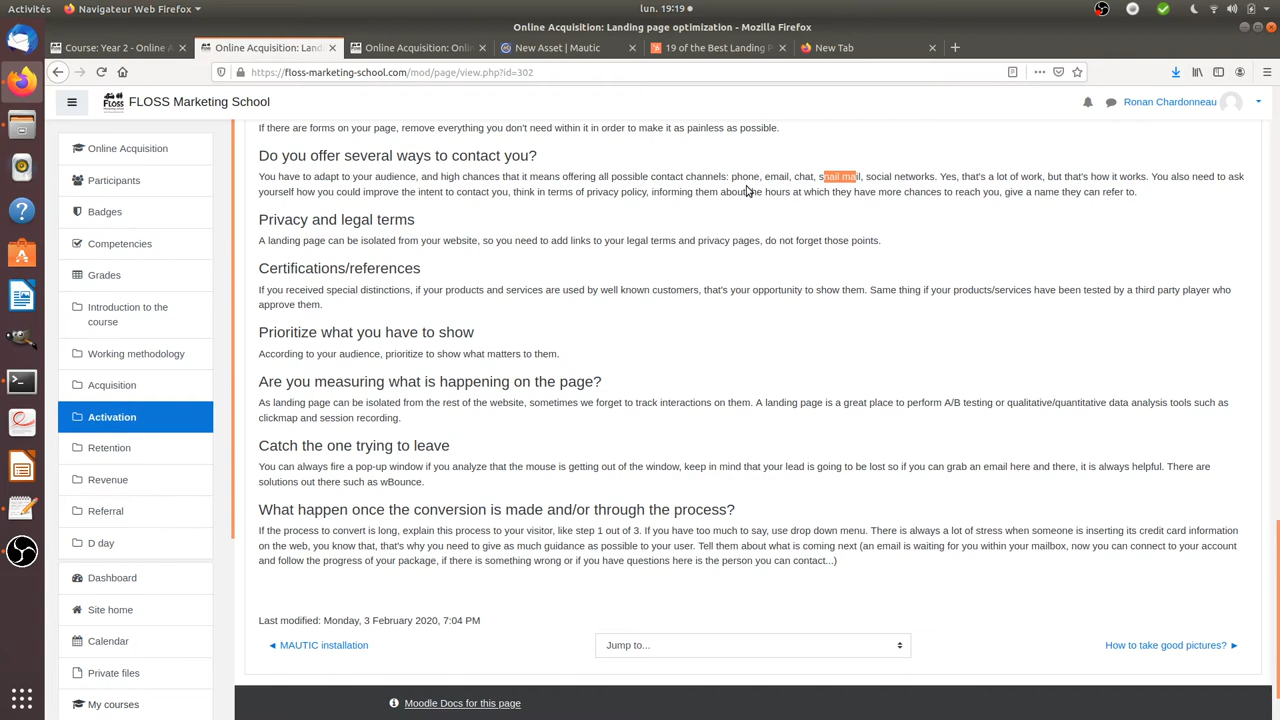 Activités
Navigateur Web Firefox
lun. 19:19
Online Acquisition: Landing page optimization - Mozilla Firefox
Course: Year 2 - Online A
Online Acquisition: Landi
Online Acquisition: Onli
New Asset | Mautic
19 of the Best Landing P
New Tab
https://floss-marketing-school.com/mod/page/view.php?id=302
FLOSS Marketing School
Ronan Chardonneau
Online Acquisition
Participants
Badges
Competencies
Grades
Introduction to the
course
Working methodology
Acquisition
Activation
Retention
Revenue
Referral
D day
Dashboard
Site home
Calendar
Private files
My courses
If there are forms on your page, remove everything you don't need within it in order to make it as painless as possible.
Do you offer several ways to contact you?
You have to adapt to your audience, and high chances that it means offering all possible contact channels: phone, email, chat, snail mail, social networks. Yes, that's a lot of work, but that's how it works. You also need to ask
yourself how you could improve the intent to contact you, think in terms of privacy policy, informing them about the hours at which they have more chances to reach you, give a name they can refer to.
Privacy and legal terms
A landing page can be isolated from your website, so you need to add links to your legal terms and privacy pages, do not forget those points.
Certifications/references
If you received special distinctions, if your products and services are used by well known customers, that's your opportunity to show them. Same thing if your products/services have been tested by a third party player who
approve them.
Prioritize what you have to show
According to your audience, prioritize to show what matters to them.
Are you measuring what is happening on the page?
As landing page can be isolated from the rest of the website, sometimes we forget to track interactions on them. A landing page is a great place to perform A/B testing or qualitative/quantitative data analysis tools such as
clickmap and session recording.
Catch the one trying to leave
You can always fire a pop-up window if you analyze that the mouse is getting out of the window, keep in mind that your lead is going to be lost so if you can grab an email here and there, it is always helpful. There are
solutions out there such as wBounce.
What happen once the conversion is made and/or through the process?
If the process to convert is long, explain this process to your visitor, like step 1 out of 3. If you have too much to say, use drop down menu. There is always a lot of stress when someone is inserting its credit card information
on the web, you know that, that's why you need to give as much guidance as possible to your user. Tell them about what is coming next (an email is waiting for you within your mailbox, now you can connect to your account
and follow the progress of your package, if there is something wrong or if you have questions here is the person you can contact...)
Last modified: Monday, 3 February 2020, 7:04 PM
◄ MAUTIC installation
Jump to...
How to take good pictures? ►
Moodle Docs for this page